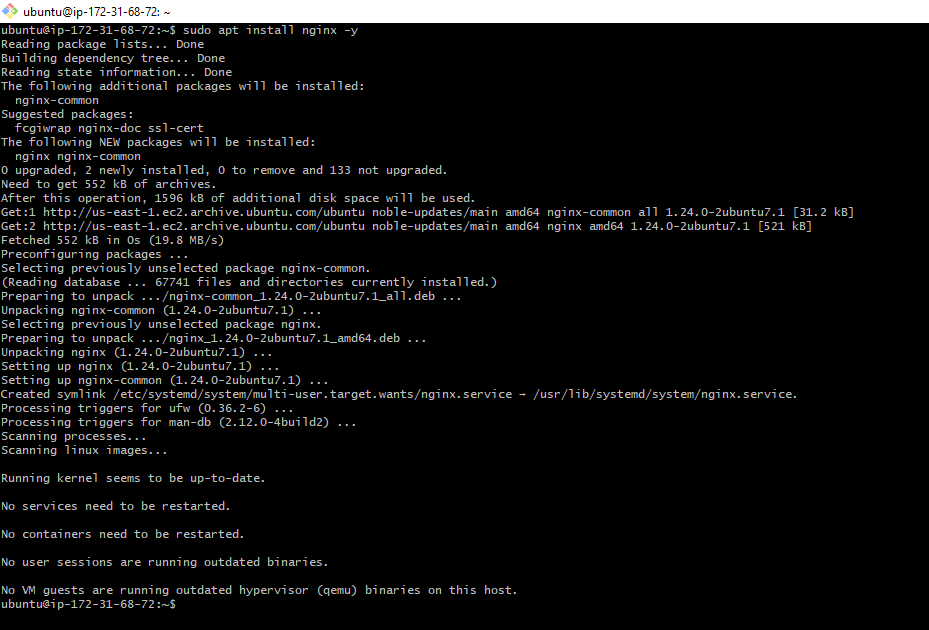 ubuntu@ip-172-31-68-72: ~
ubuntu@ip-172-31-68-72:~$ sudo apt install nginx -y
Reading package lists... Done
Building dependency tree... Done
Reading state information... Done
The following additional packages will be installed:
  nginx-common
Suggested packages:
  fcgiwrap nginx-doc ssl-cert
The following NEW packages will be installed:
  nginx nginx-common
0 upgraded, 2 newly installed, 0 to remove and 133 not upgraded.
Need to get 552 kB of archives.
After this operation, 1596 kB of additional disk space will be used.
Get:1 http://us-east-1.ec2.archive.ubuntu.com/ubuntu noble-updates/main amd64 nginx-common all 1.24.0-2ubuntu7.1 [31.2 kB]
Get:2 http://us-east-1.ec2.archive.ubuntu.com/ubuntu noble-updates/main amd64 nginx amd64 1.24.0-2ubuntu7.1 [521 kB]
Fetched 552 kB in 0s (19.8 MB/s)
Preconfiguring packages ...
Selecting previously unselected package nginx-common.
(Reading database ... 67741 files and directories currently installed.)
Preparing to unpack .../nginx-common_1.24.0-2ubuntu7.1_all.deb ...
Unpacking nginx-common (1.24.0-2ubuntu7.1) ...
Selecting previously unselected package nginx.
Preparing to unpack .../nginx_1.24.0-2ubuntu7.1_amd64.deb ...
Unpacking nginx (1.24.0-2ubuntu7.1) ...
Setting up nginx (1.24.0-2ubuntu7.1) ...
Setting up nginx-common (1.24.0-2ubuntu7.1) ...
Created symlink /etc/systemd/system/multi-user.target.wants/nginx.service → /usr/lib/systemd/system/nginx.service.
Processing triggers for ufw (0.36.2-6) ...
Processing triggers for man-db (2.12.0-4build2) ...
Scanning processes...
Scanning linux images...

Running kernel seems to be up-to-date.

No services need to be restarted.

No containers need to be restarted.

No user sessions are running outdated binaries.

No VM guests are running outdated hypervisor (qemu) binaries on this host.
ubuntu@ip-172-31-68-72:~$